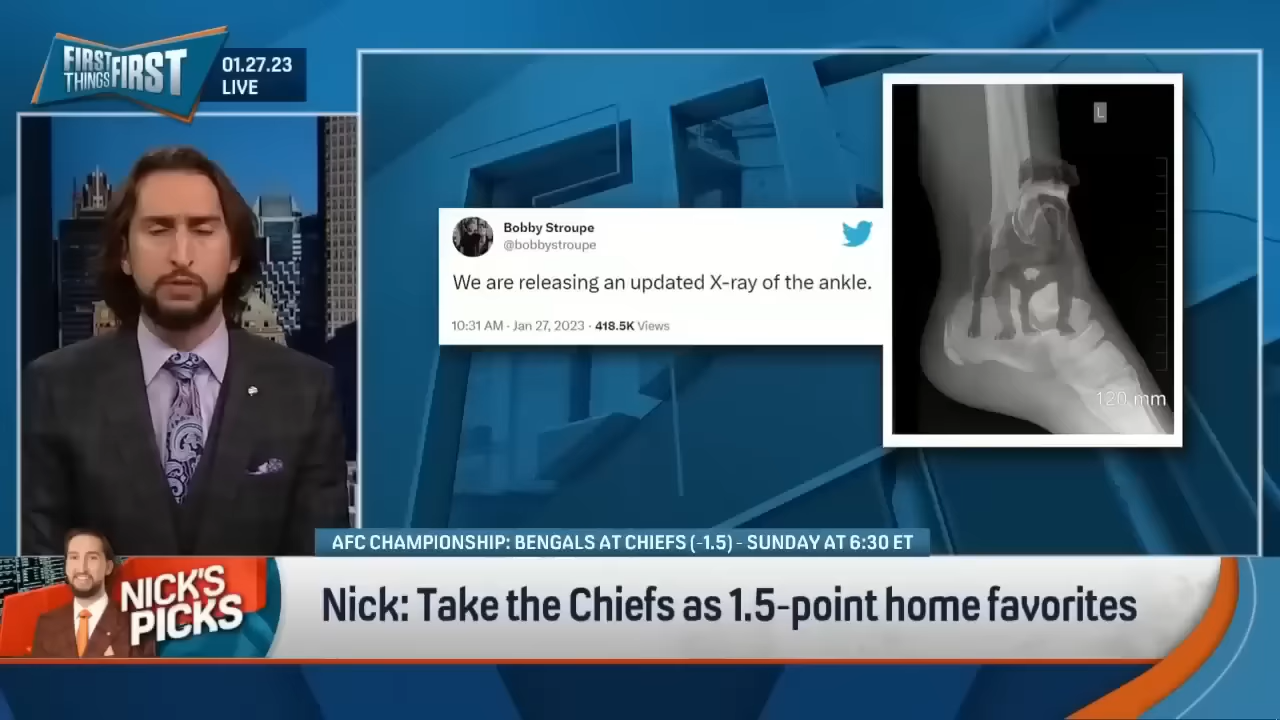 FIRST
THINGS FIRST
01.27.23
LIVE
Bobby Stroupe
@bobbystroupe
We are releasing an updated X-ray of the ankle.
10:31 AM · Jan 27, 2023 · 418.5K Views
L
120 mm
AFC CHAMPIONSHIP: BENGALS AT CHIEFS (-1.5) - SUNDAY AT 6:30 ET
NICK'S
PICKS
Nick: Take the Chiefs as 1.5-point home favorites